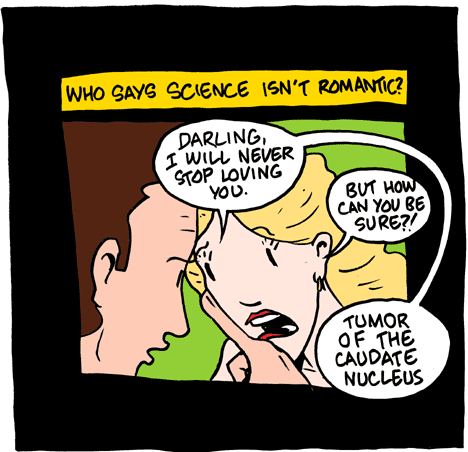 WHO SAYS SCIENCE ISN'T ROMANTIC?
DARLING,
I WILL NEVER
STOP LOVING
YOU.
BUT HOW
CAN YOU BE
SURE?!
TUMOR
OF THE
CAUDATE
NUCLEUS